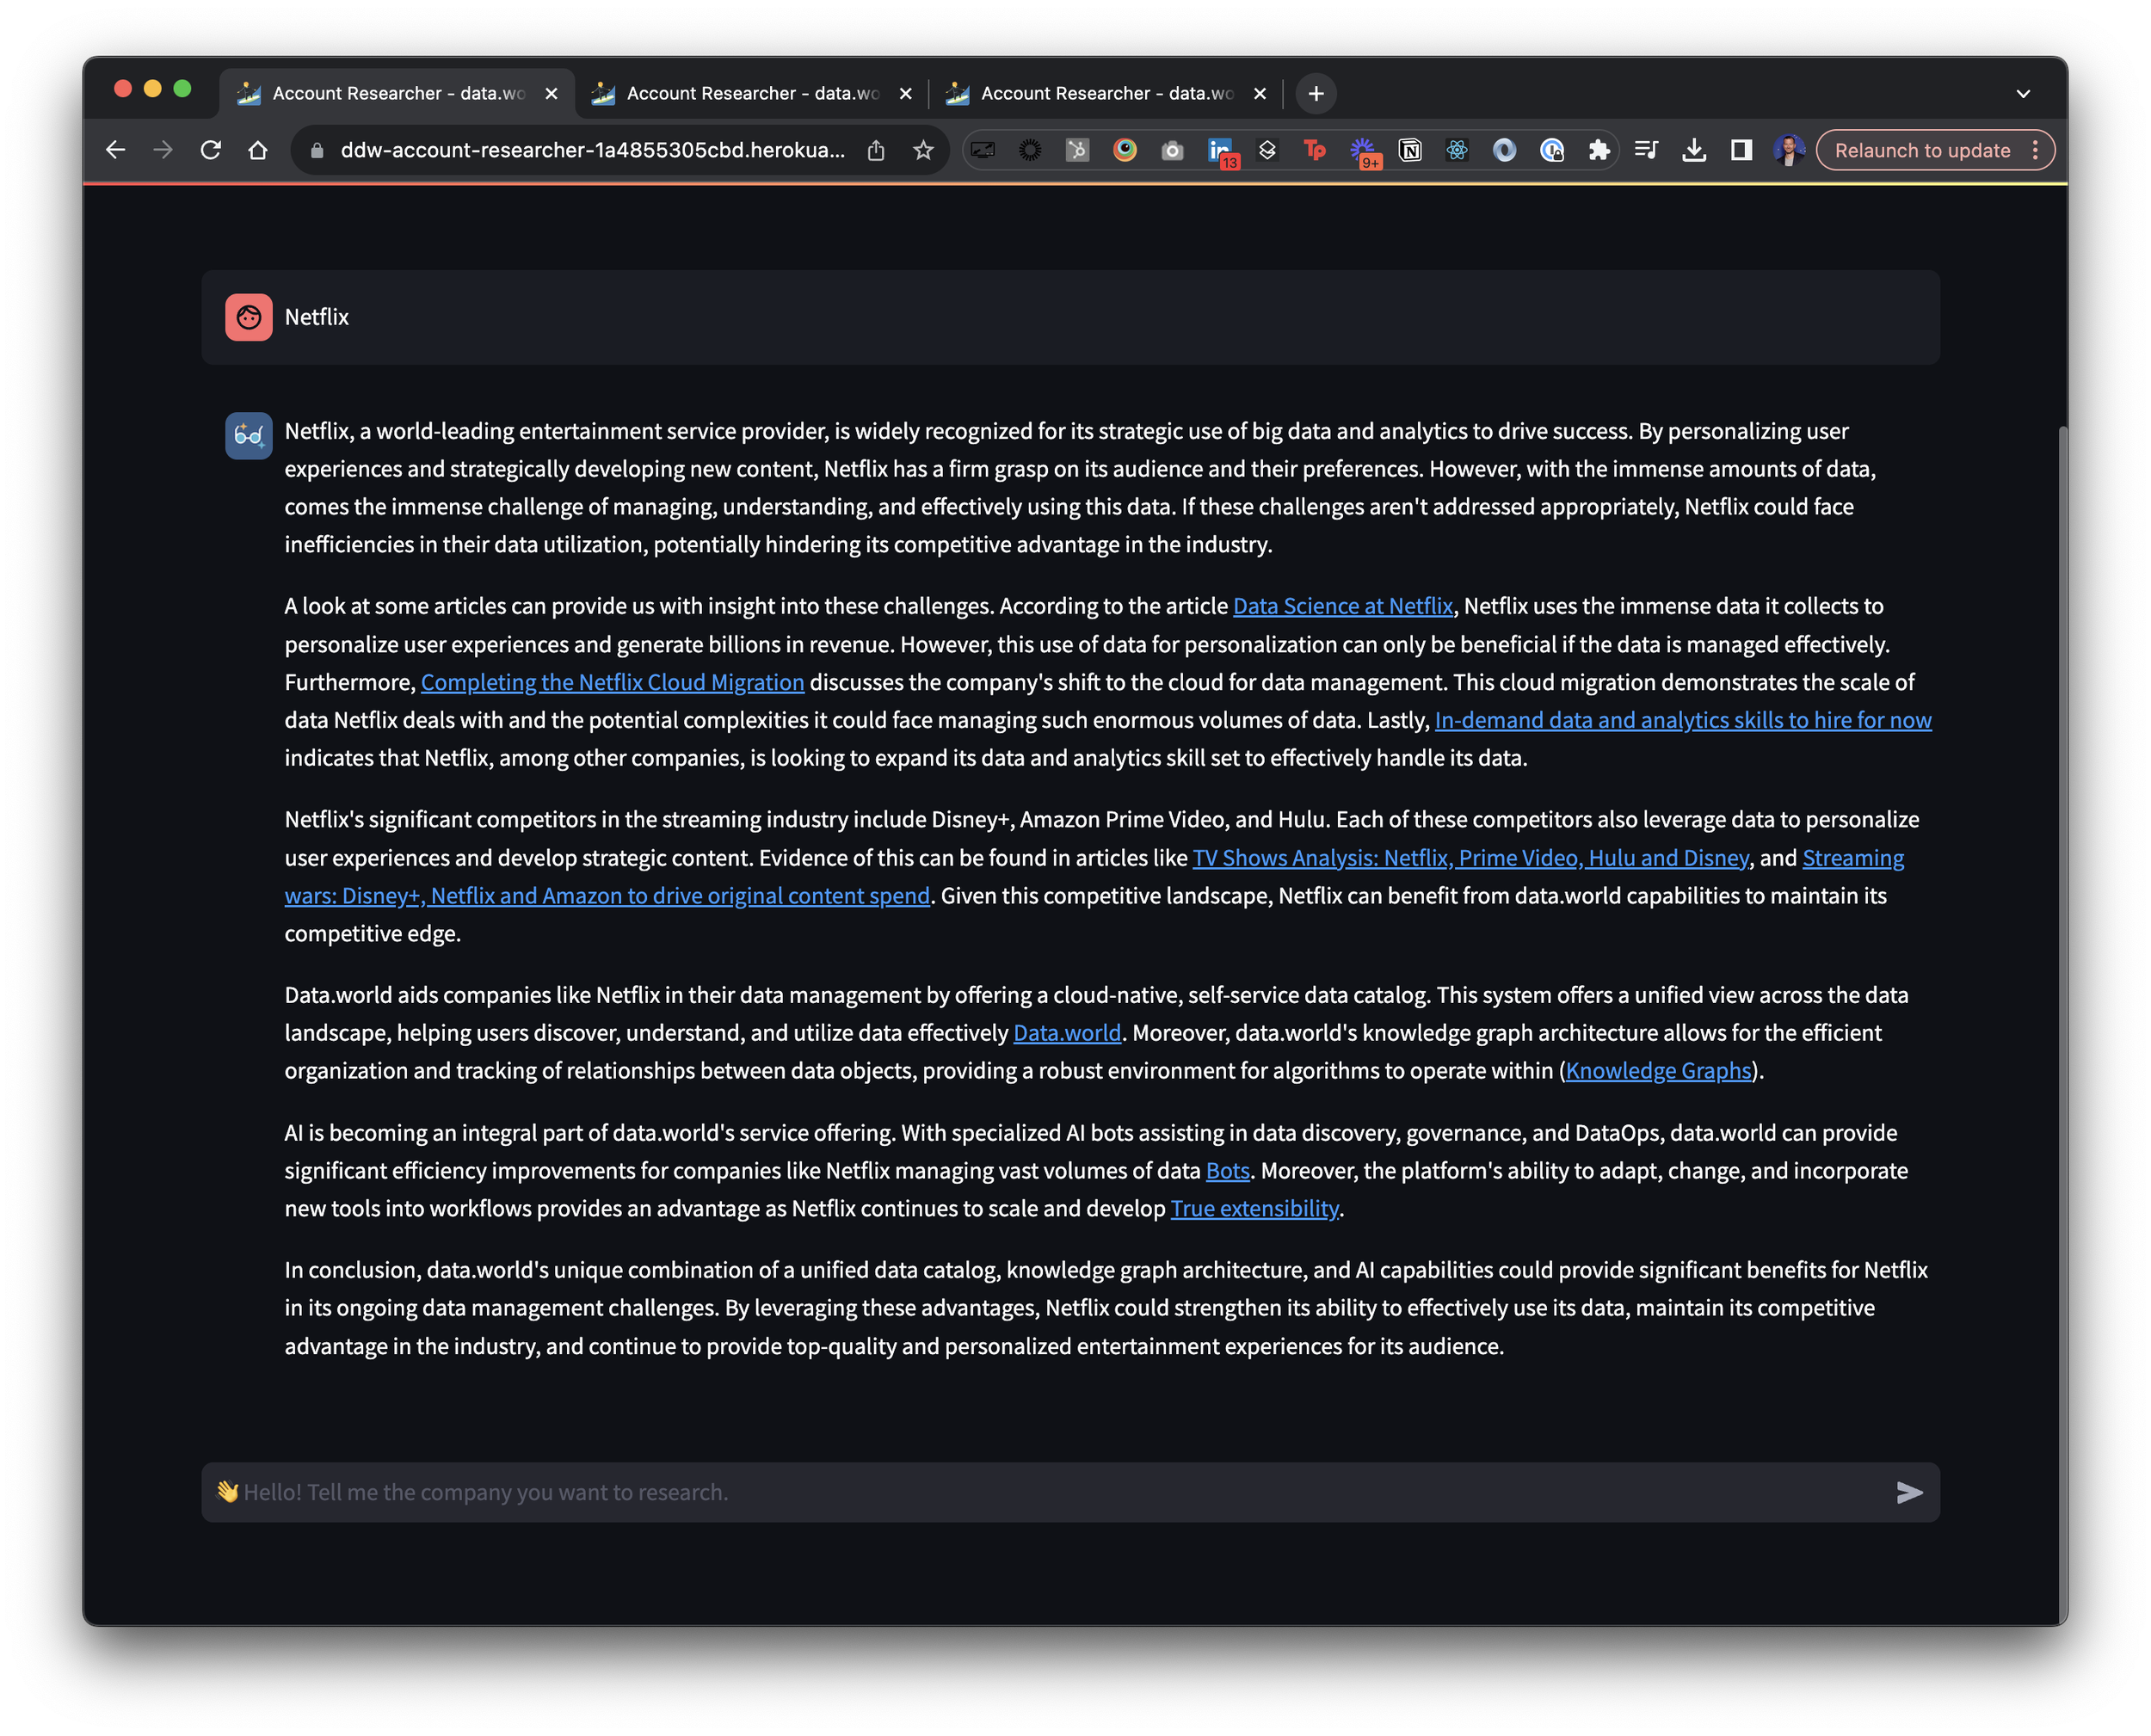 Account Researcher - data.wo
Account Researcher - data.wo
Account Researcher - data.wo
ddw-account-researcher-1a4855305cbd.herokua...
in
13
Tp
9+
Relaunch to update
Netflix
Netflix, a world-leading entertainment service provider, is widely recognized for its strategic use of big data and analytics to drive success. By personalizing user
experiences and strategically developing new content, Netflix has a firm grasp on its audience and their preferences. However, with the immense amounts of data,
comes the immense challenge of managing, understanding, and effectively using this data. If these challenges aren't addressed appropriately, Netflix could face
inefficiencies in their data utilization, potentially hindering its competitive advantage in the industry.
A look at some articles can provide us with insight into these challenges. According to the article Data Science at Netflix, Netflix uses the immense data it collects to
personalize user experiences and generate billions in revenue. However, this use of data for personalization can only be beneficial if the data is managed effectively.
Furthermore, Completing the Netflix Cloud Migration discusses the company's shift to the cloud for data management. This cloud migration demonstrates the scale of
data Netflix deals with and the potential complexities it could face managing such enormous volumes of data. Lastly, In-demand data and analytics skills to hire for now
indicates that Netflix, among other companies, is looking to expand its data and analytics skill set to effectively handle its data.
Netflix's significant competitors in the streaming industry include Disney+, Amazon Prime Video, and Hulu. Each of these competitors also leverage data to personalize
user experiences and develop strategic content. Evidence of this can be found in articles like TV Shows Analysis: Netflix, Prime Video, Hulu and Disney, and Streaming
wars: Disney+, Netflix and Amazon to drive original content spend. Given this competitive landscape, Netflix can benefit from data.world capabilities to maintain its
competitive edge.
Data.world aids companies like Netflix in their data management by offering a cloud-native, self-service data catalog. This system offers a unified view across the data
landscape, helping users discover, understand, and utilize data effectively Data.world. Moreover, data.world's knowledge graph architecture allows for the efficient
organization and tracking of relationships between data objects, providing a robust environment for algorithms to operate within (Knowledge Graphs).
AI is becoming an integral part of data.world's service offering. With specialized AI bots assisting in data discovery, governance, and DataOps, data.world can provide
significant efficiency improvements for companies like Netflix managing vast volumes of data Bots. Moreover, the platform's ability to adapt, change, and incorporate
new tools into workflows provides an advantage as Netflix continues to scale and develop True extensibility.
In conclusion, data.world's unique combination of a unified data catalog, knowledge graph architecture, and AI capabilities could provide significant benefits for Netflix
in its ongoing data management challenges. By leveraging these advantages, Netflix could strengthen its ability to effectively use its data, maintain its competitive
advantage in the industry, and continue to provide top-quality and personalized entertainment experiences for its audience.
👋 Hello! Tell me the company you want to research.